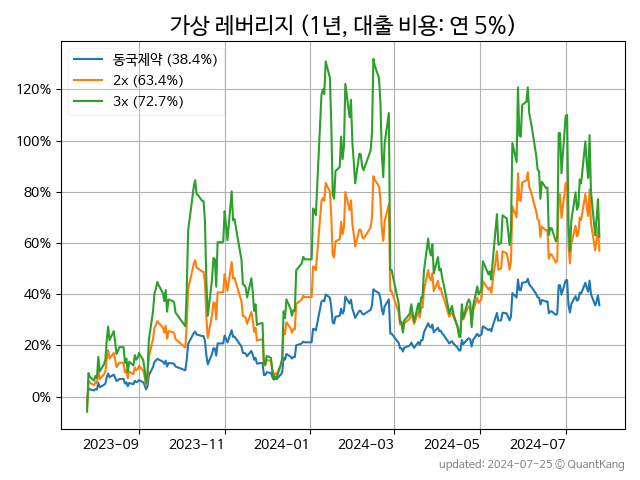 가상 레버리지 (1년, 대출 비용: 연 5%)
동국제약 (38.4%)
2x (63.4%)
3x (72.7%)
120%
100%
80%
60%
40%
20%
0%
2023-09 2023-11 2024-01 2024-03 2024-05 2024-07
updated: 2024-07-25 © QuantKang